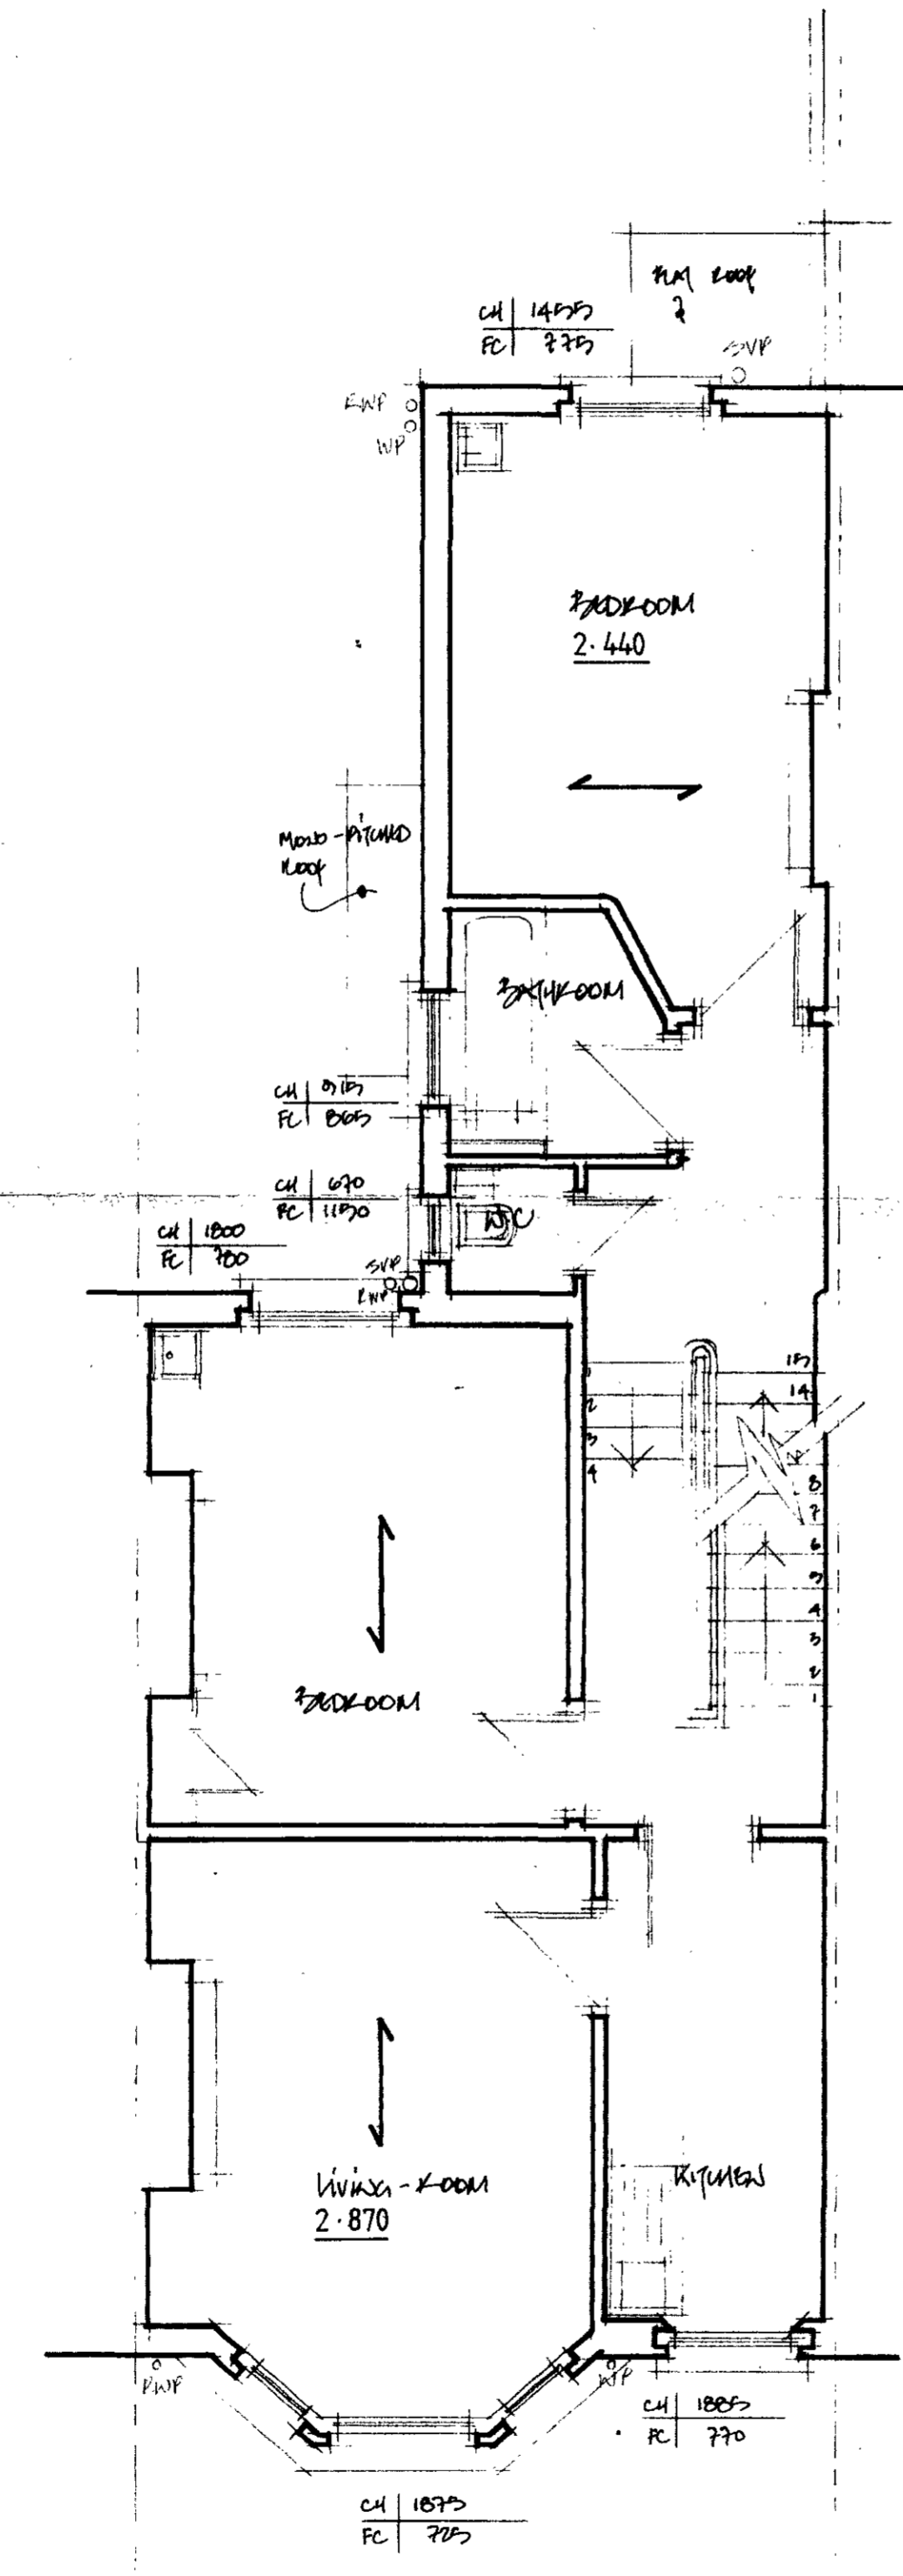 FLAT ROOF
CH 1455
FC 775
SVP
RWP
WP
BEDROOM
2.440
MONO-PITCHED
ROOF
BATHROOM
CH 915
FC 865
CH 670
FC 1150
WC
CH 1800
FC 780
SVP
RWP
15
14
1
2
3
4
8
7
6
5
4
3
2
1
BEDROOM
LIVING-ROOM
2.870
KITCHEN
RWP
WP
CH 1885
FC 770
CH 1875
FC 725